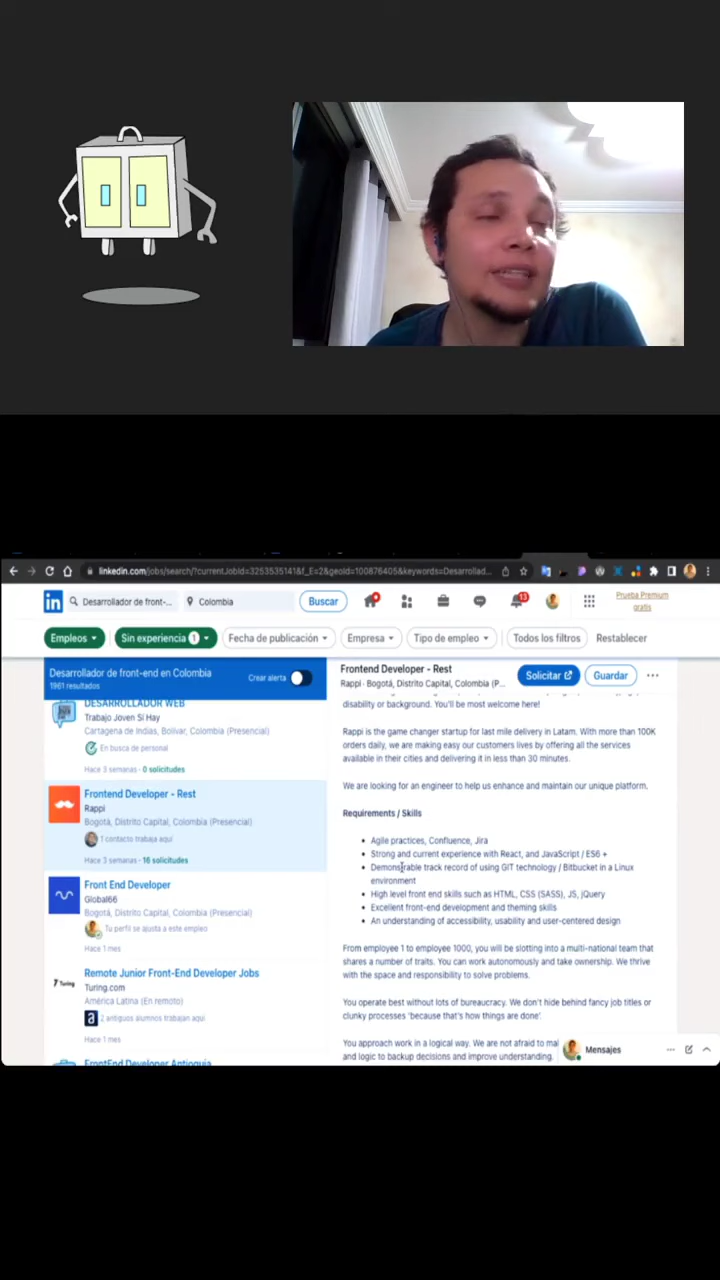 linkedin.com/jobs/search/?currentJobId=3253535141&f_E=2&geoId=100876405&keywords=Desarrollad...
in
Desarrollador de front-...
Colombia
Buscar
13
Prueba Premium
gratis
Empleos
Sin experiencia 1
Fecha de publicación
Empresa
Tipo de empleo
Todos los filtros
Restablecer
Desarrollador de front-end en Colombia
1961 resultados
Crear alerta
DESARROLLADOR WEB
Trabajo Joven Si Hay
Cartagena de Indias, Bolívar, Colombia (Presencial)
En busca de personal
Hace 3 semanas · 0 solicitudes
Frontend Developer - Rest
Rappi
Bogotá, Distrito Capital, Colombia (Presencial)
1 contacto trabaja aquí
Hace 3 semanas · 16 solicitudes
Front End Developer
Global66
Bogotá, Distrito Capital, Colombia (Presencial)
Tu perfil se ajusta a este empleo
Hace 1 mes
Turing
Remote Junior Front-End Developer Jobs
Turing.com
América Latina (En remoto)
a
2 antiguos alumnos trabajan aquí
Hace 1 mes
FrontEnd Developer Antioquia
Frontend Developer - Rest
Rappi · Bogotá, Distrito Capital, Colombia (P...
Solicitar
Guardar
disability or background. You'll be most welcome here!
Rappi is the game changer startup for last mile delivery in Latam. With more than 100K
orders daily, we are making easy our customers lives by offering all the services
available in their cities and delivering it in less than 30 minutes.
We are looking for an engineer to help us enhance and maintain our unique platform.
Requirements / Skills
• Agile practices, Confluence, Jira
• Strong and current experience with React, and JavaScript / ES6 +
• Demonstrable track record of using GIT technology / Bitbucket in a Linux
environment
• High level front end skills such as HTML, CSS (SASS), JS, jQuery
• Excellent front-end development and theming skills
• An understanding of accessibility, usability and user-centered design
From employee 1 to employee 1000, you will be slotting into a multi-national team that
shares a number of traits. You can work autonomously and take ownership. We thrive
with the space and responsibility to solve problems.
You operate best without lots of bureaucracy. We don't hide behind fancy job titles or
clunky processes 'because that's how things are done'.
You approach work in a logical way. We are not afraid to
and logic to backup decisions and improve understanding.
Mensajes